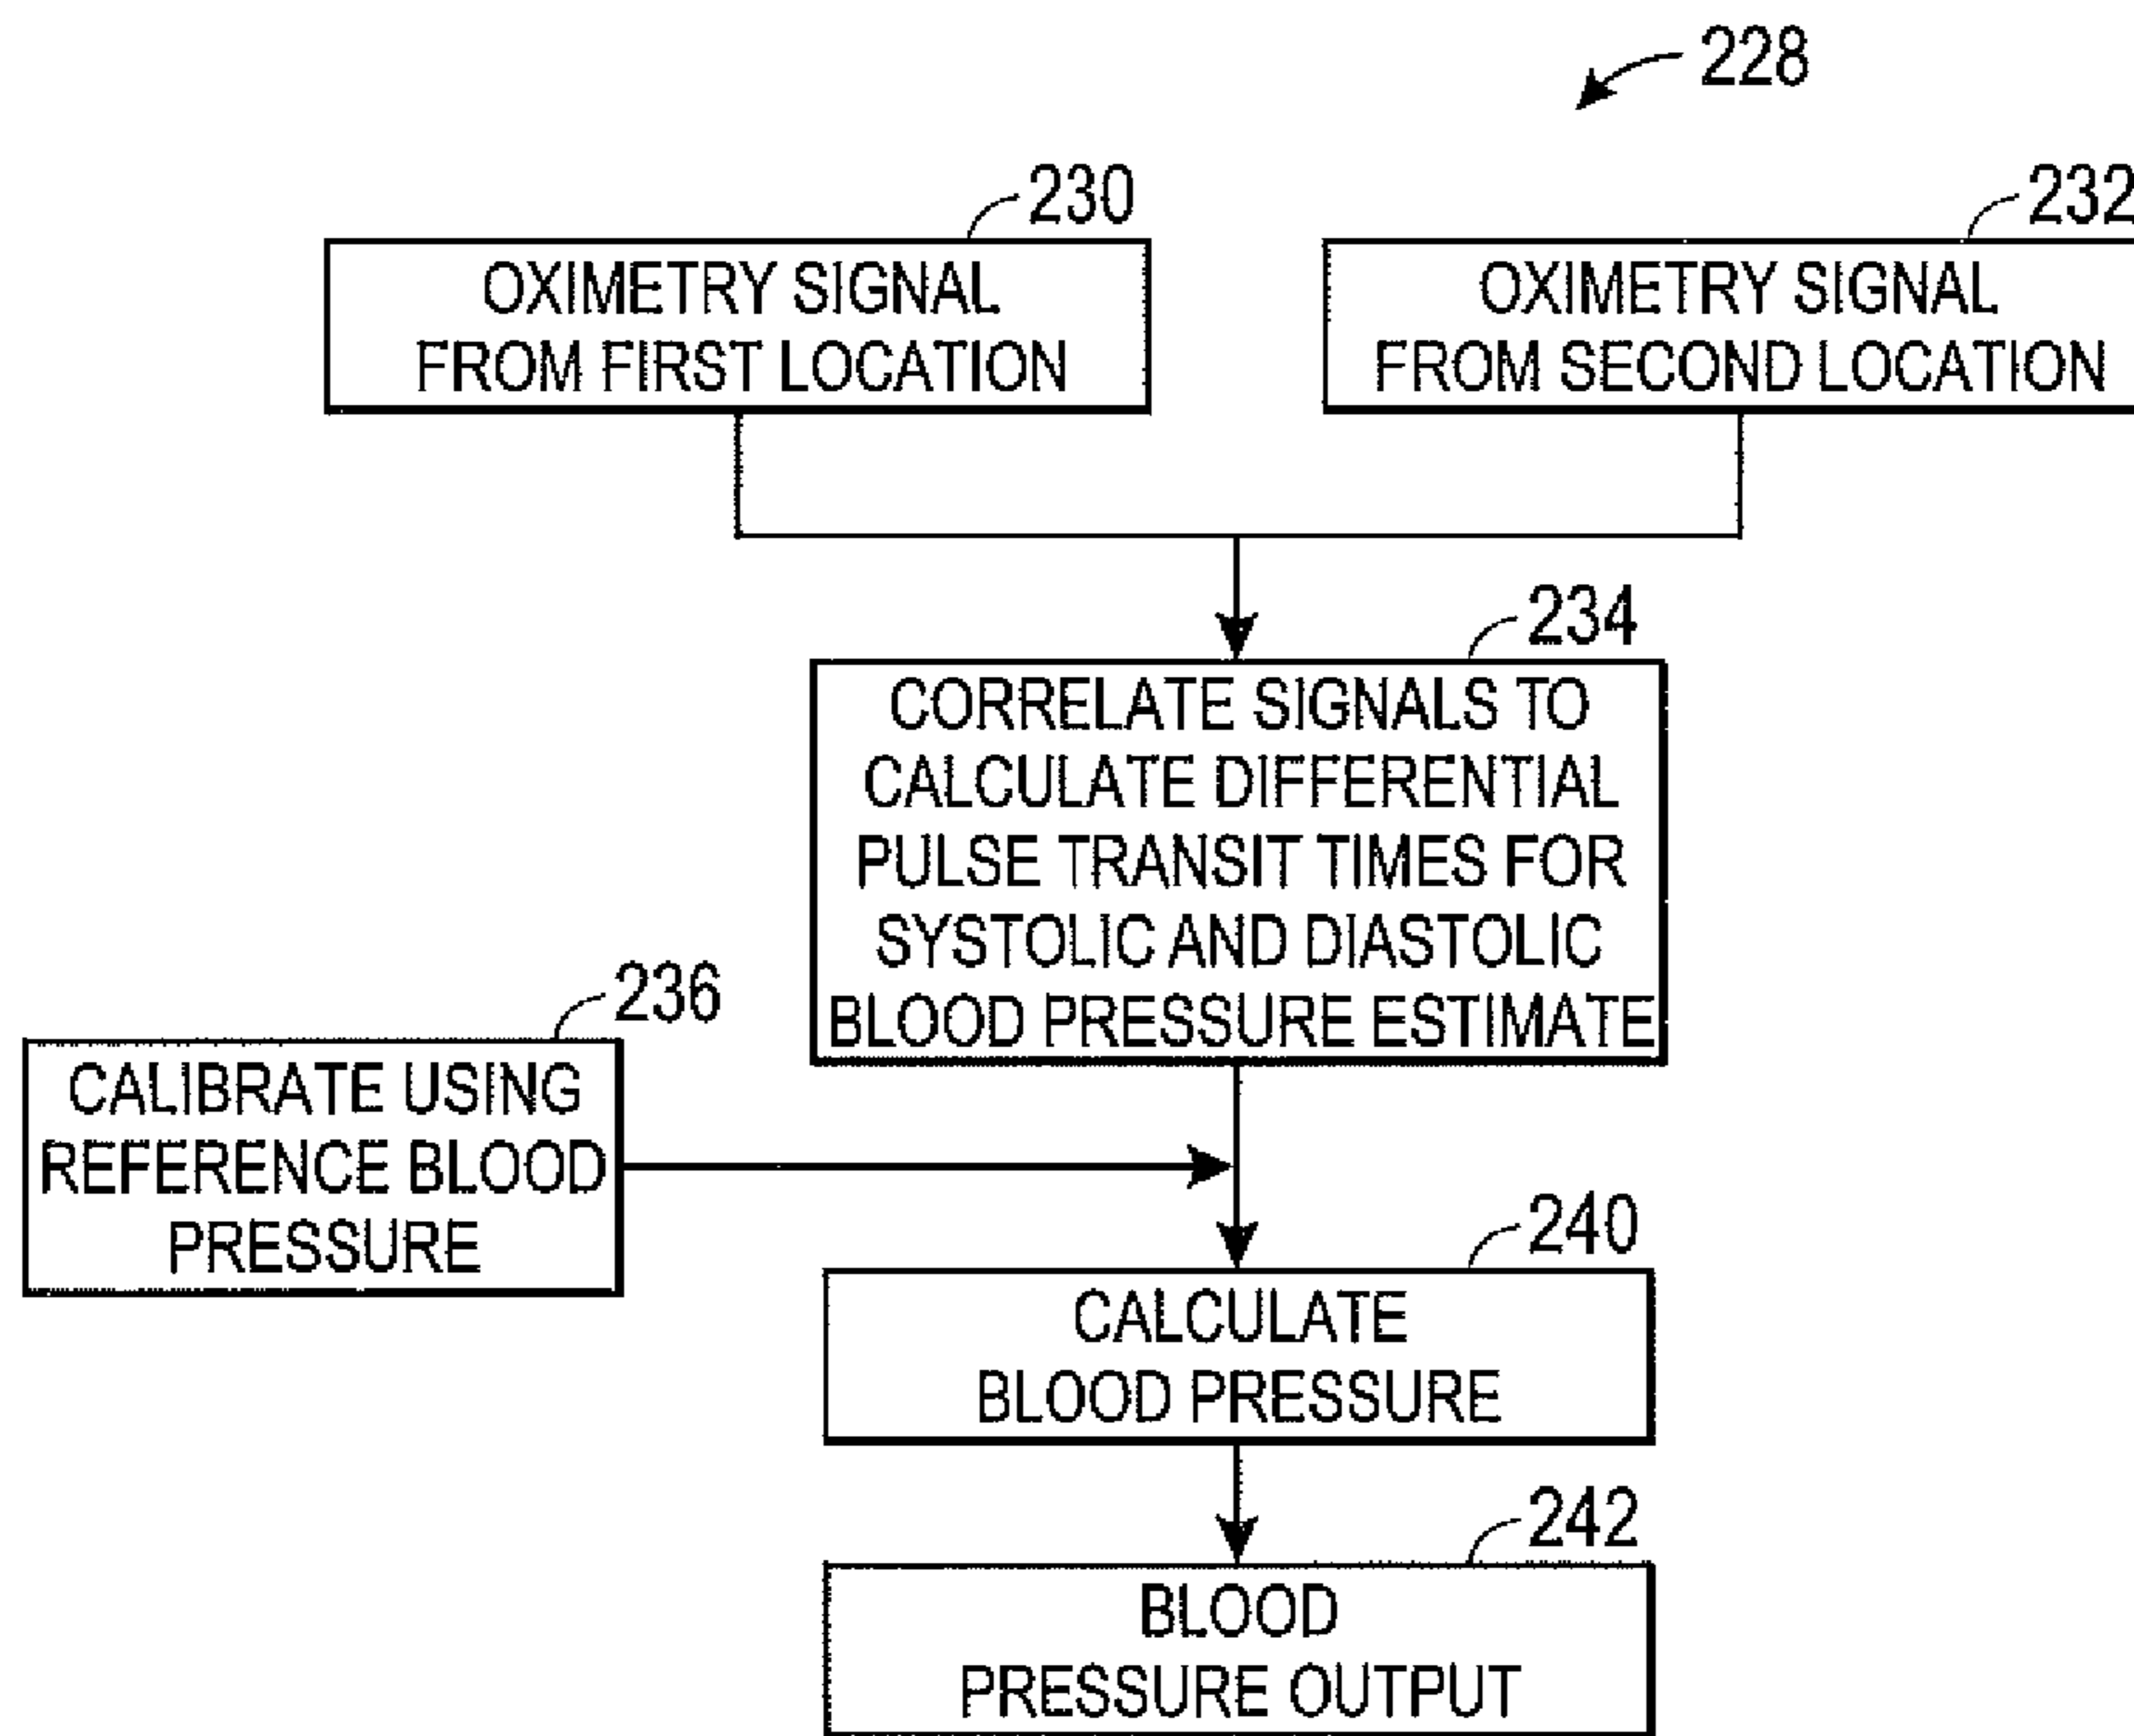 228
230
OXIMETRY SIGNAL
FROM FIRST LOCATION
232
OXIMETRY SIGNAL
FROM SECOND LOCATION
234
CORRELATE SIGNALS TO
CALCULATE DIFFERENTIAL
PULSE TRANSIT TIMES FOR
SYSTOLIC AND DIASTOLIC
BLOOD PRESSURE ESTIMATE
236
CALIBRATE USING
REFERENCE BLOOD
PRESSURE
240
CALCULATE
BLOOD PRESSURE
242
BLOOD
PRESSURE OUTPUT